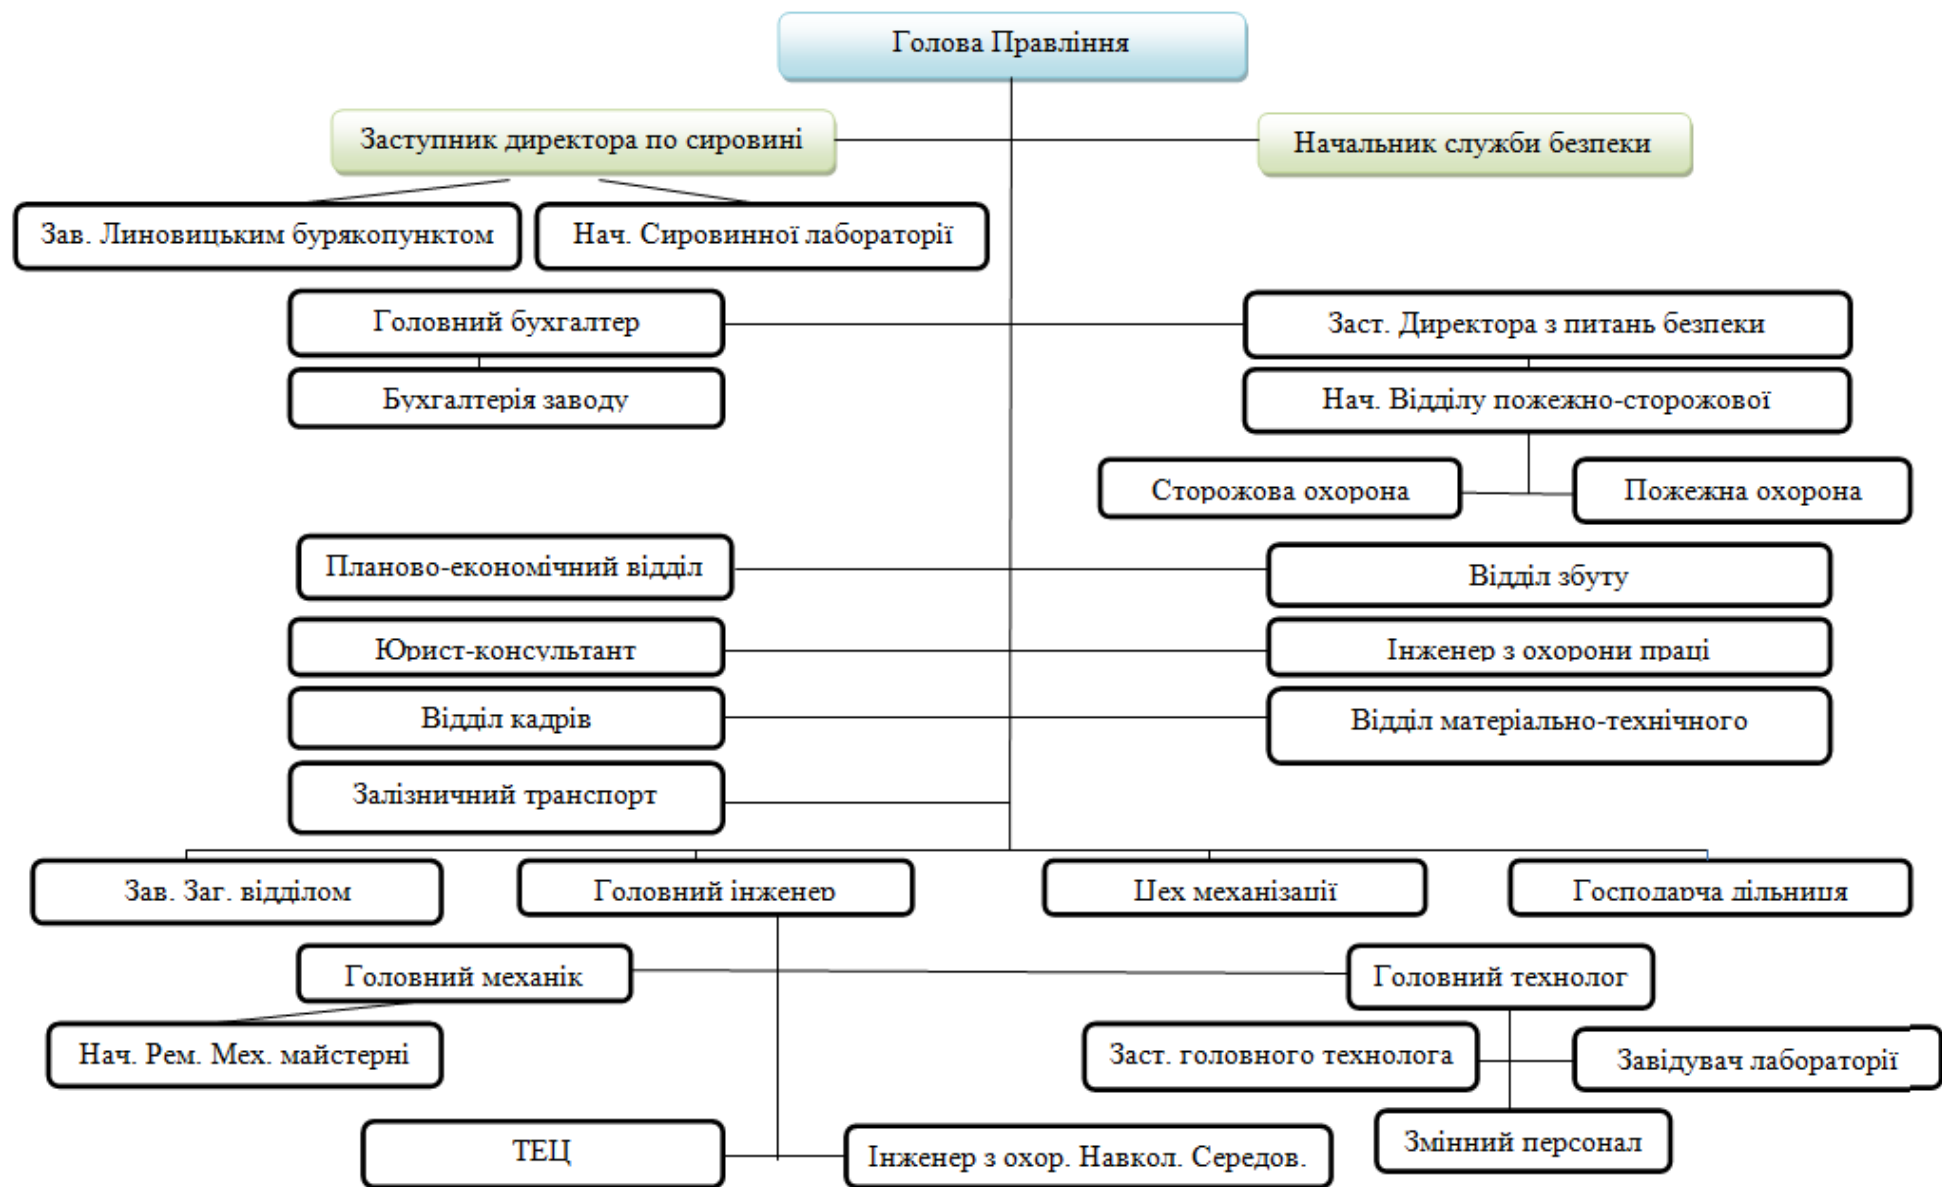 Голова Правління
Заступник директора по сировині
Начальник служби безпеки
Зав. Линовицьким бурякопунктом
Нач. Сировинної лабораторії
Головний бухгалтер
Заст. Директора з питань безпеки
Бухгалтерія заводу
Нач. Відділу пожежно-сторожової
Сторожова охорона
Пожежна охорона
Планово-економічний відділ
Відділ збуту
Юрист-консультант
Інженер з охорони праці
Відділ кадрів
Відділ матеріально-технічного
Залізничний транспорт
Зав. Заг. відділом
Головний інженер
Цех механізації
Господарча дільниця
Головний механік
Головний технолог
Нач. Рем. Мех. майстерні
Заст. головного технолога
Завідувач лабораторії
Змінний персонал
ТЕЦ
Інженер з охор. Навкол. Середов.